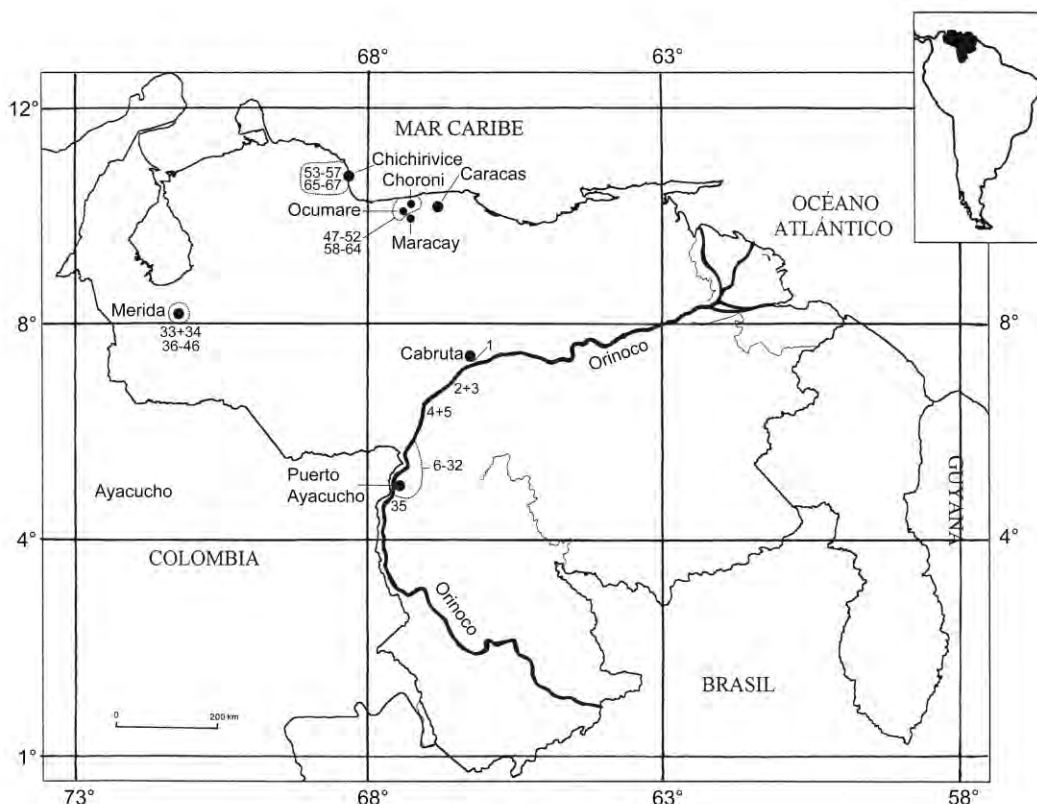 68°
63°
12°
MAR CARIBE
Chichirivice
53-57
65-67
Choroni
Caracas
Ocumare
47-52
58-64
Maracay
OCÉANO
ATLÁNTICO
Merida
33+34
36-46
8°
8°
Cabruta
1
Orinoco
2+3
4+5
6-32
Puerto
Ayacucho
35
Ayacucho
GUYANA
4°
4°
COLOMBIA
Orinoco
BRASIL
0
200 km
1°
1°
73°
68°
63°
58°